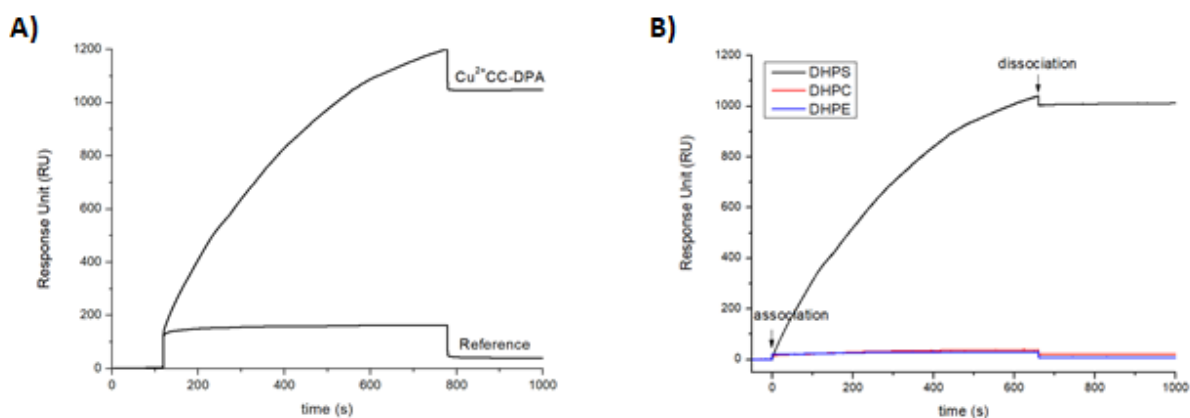 A)
1200
1000
800
600
400
200
0
Response Unit (RU)
Cu²⁺CC-DPA
Reference
0 200 400 600 800 1000
time (s)
B)
1200
1000
800
600
400
200
0
Response Unit (RU)
DHPS
DHPC
DHPE
dissociation
association
0 200 400 600 800 1000
time (s)